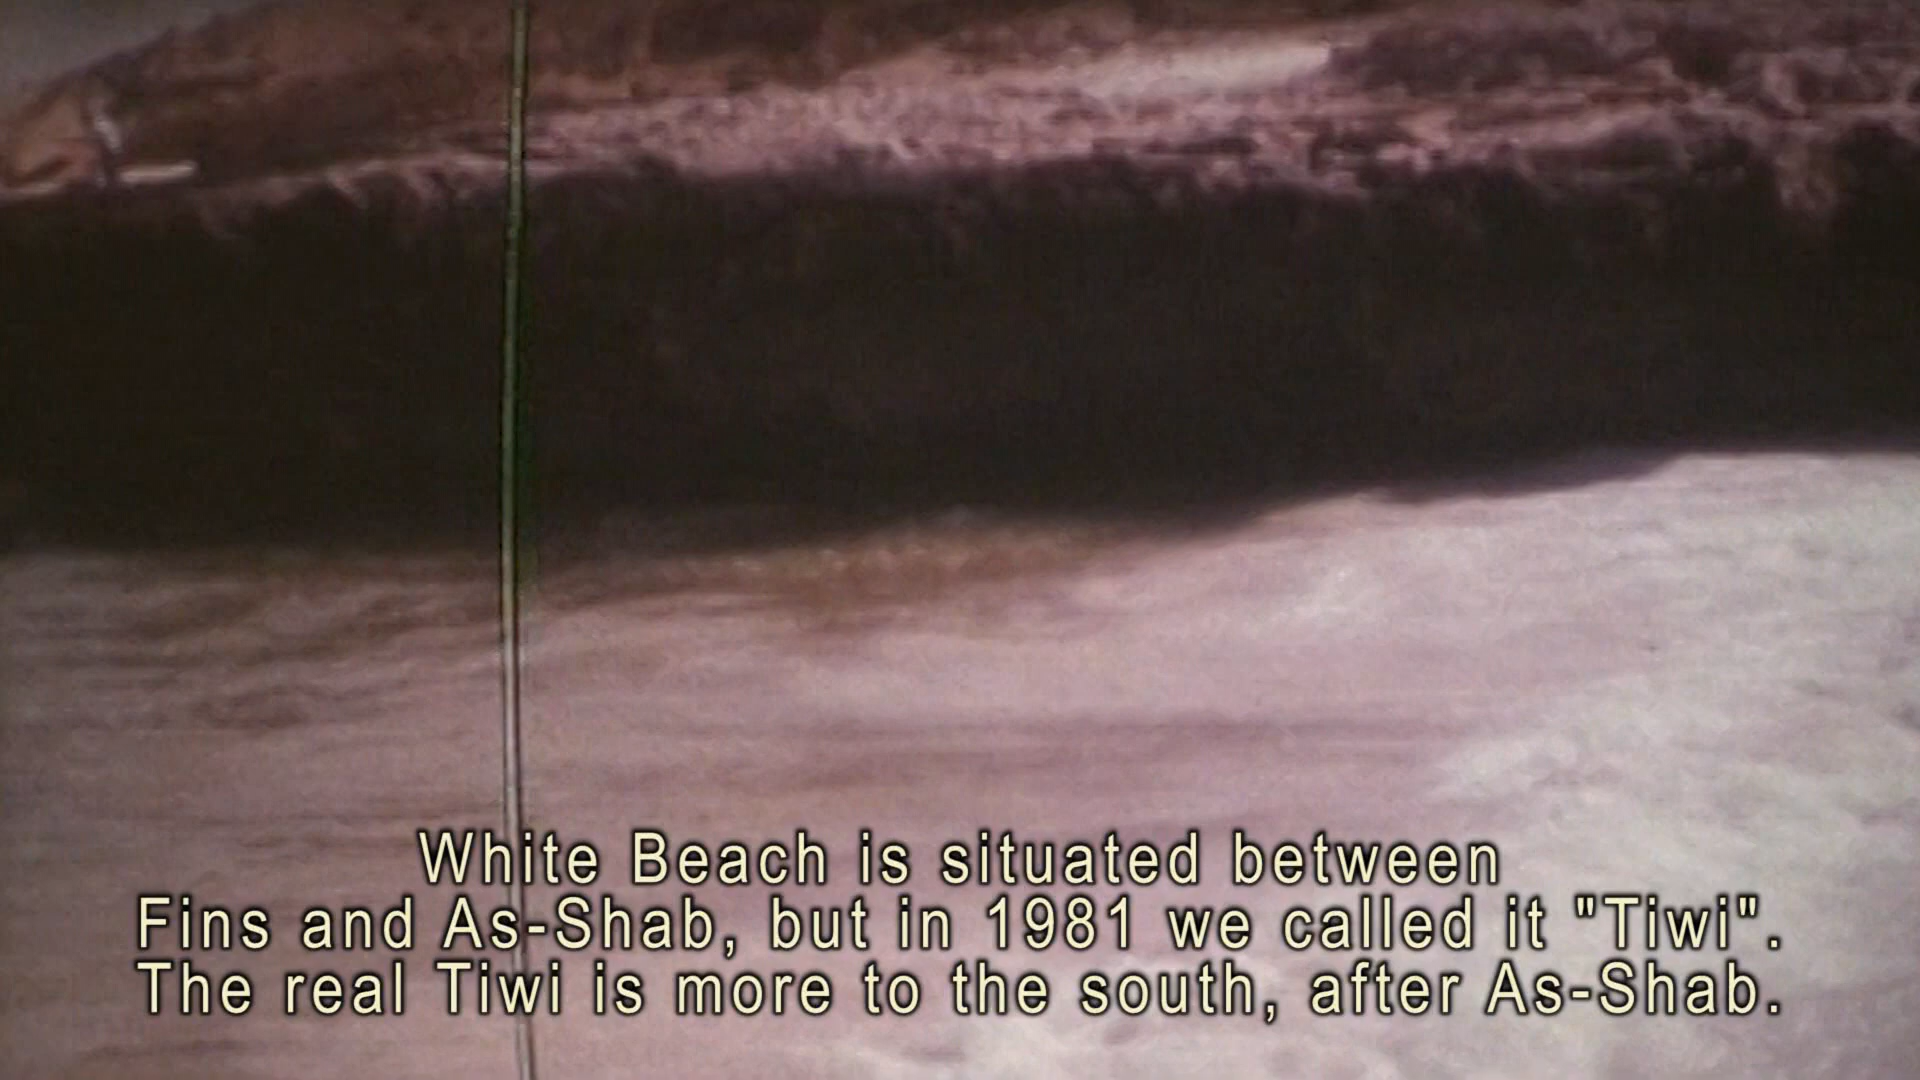 White Beach is situated between
Fins and As-Shab, but in 1981 we called it "Tiwi".
The real Tiwi is more to the south, after As-Shab.